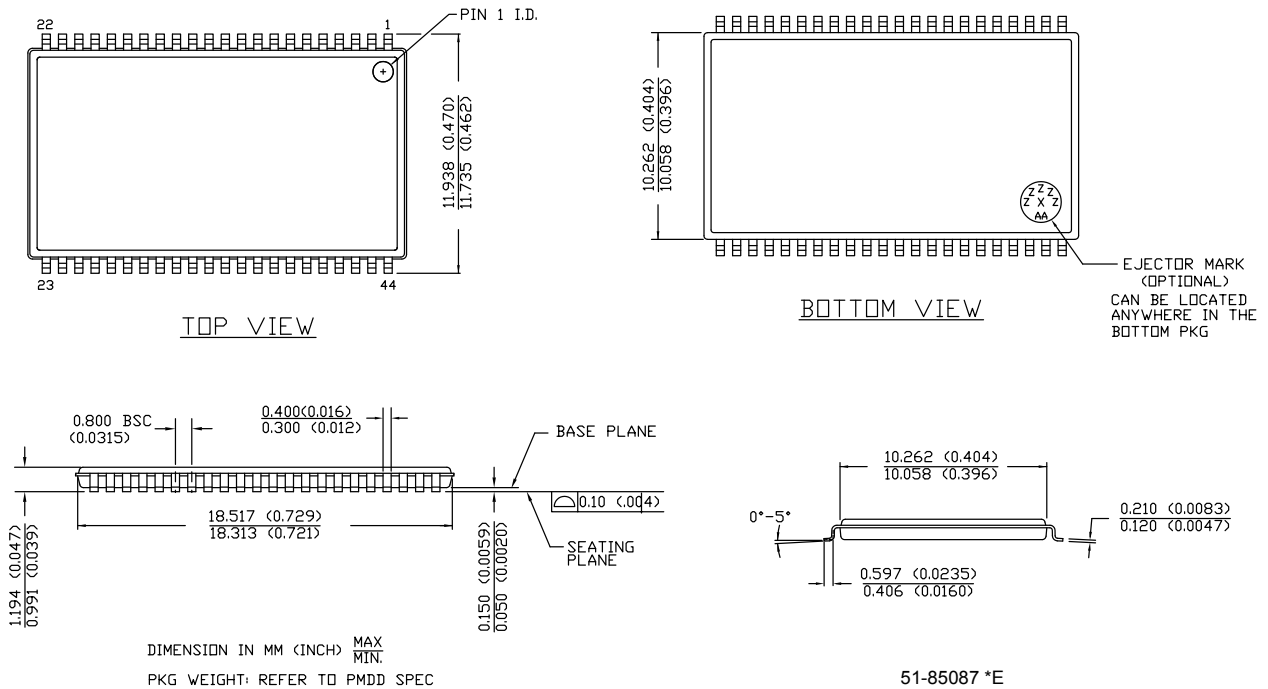 22
1
PIN 1 I.D.
11.938 (0.470)
11.735 (0.462)
23
44
TOP VIEW
10.262 (0.404)
10.058 (0.396)
Z Z Z
Z X Z
AA
EJECTOR MARK
(OPTIONAL)
CAN BE LOCATED
ANYWHERE IN THE
BOTTOM PKG
BOTTOM VIEW
0.800 BSC
(0.0315)
0.400(0.016)
0.300 (0.012)
BASE PLANE
0.10 (.004)
18.517 (0.729)
18.313 (0.721)
SEATING
PLANE
1.194 (0.047)
0.991 (0.039)
0.150 (0.0059)
0.050 (0.0020)
10.262 (0.404)
10.058 (0.396)
0°-5°
0.210 (0.0083)
0.120 (0.0047)
0.597 (0.0235)
0.406 (0.0160)
DIMENSION IN MM (INCH) MAX
MIN.
PKG WEIGHT: REFER TO PMDD SPEC
51-85087 *E